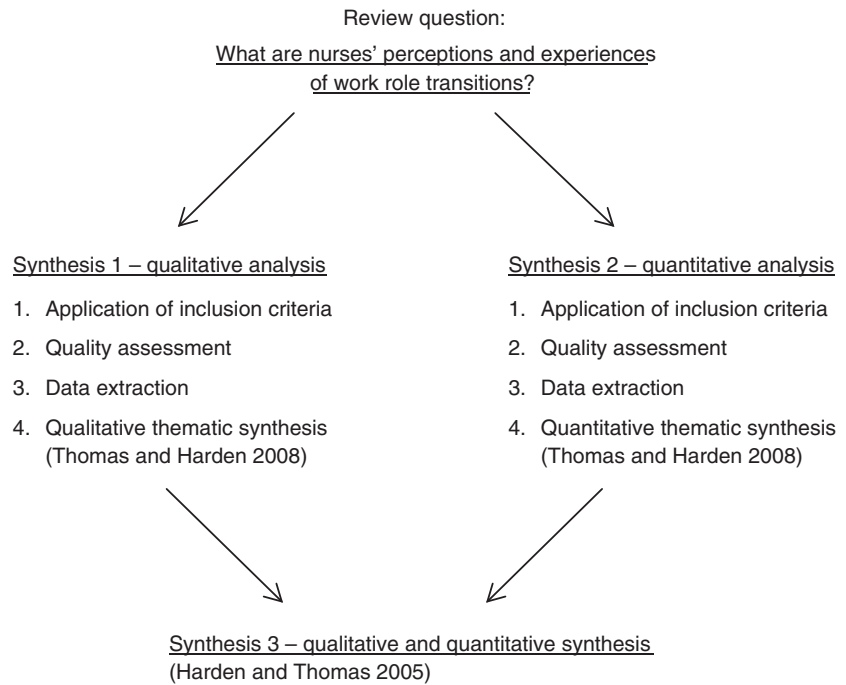 Review question:
What are nurses’ perceptions and experiences
of work role transitions?
Synthesis 1 – qualitative analysis
1. Application of inclusion criteria
2. Quality assessment
3. Data extraction
4. Qualitative thematic synthesis
(Thomas and Harden 2008)
Synthesis 2 – quantitative analysis
1. Application of inclusion criteria
2. Quality assessment
3. Data extraction
4. Quantitative thematic synthesis
(Thomas and Harden 2008)
Synthesis 3 – qualitative and quantitative synthesis
(Harden and Thomas 2005)